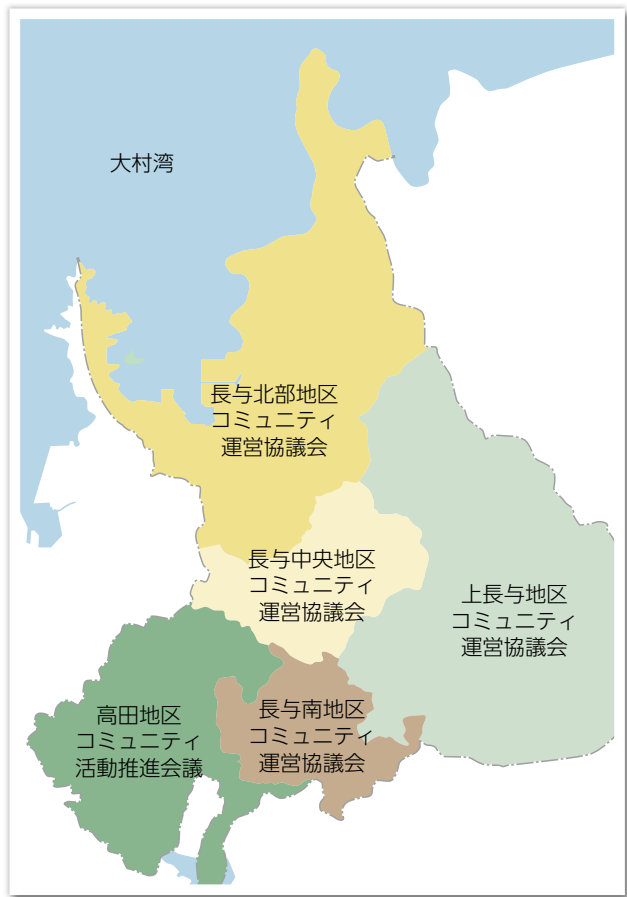 大村湾
長与北部地区
コミュニティ
運営協議会
長与中央地区
コミュニティ
運営協議会
上長与地区
コミュニティ
運営協議会
高田地区
コミュニティ
活動推進会議
長与南地区
コミュニティ
運営協議会